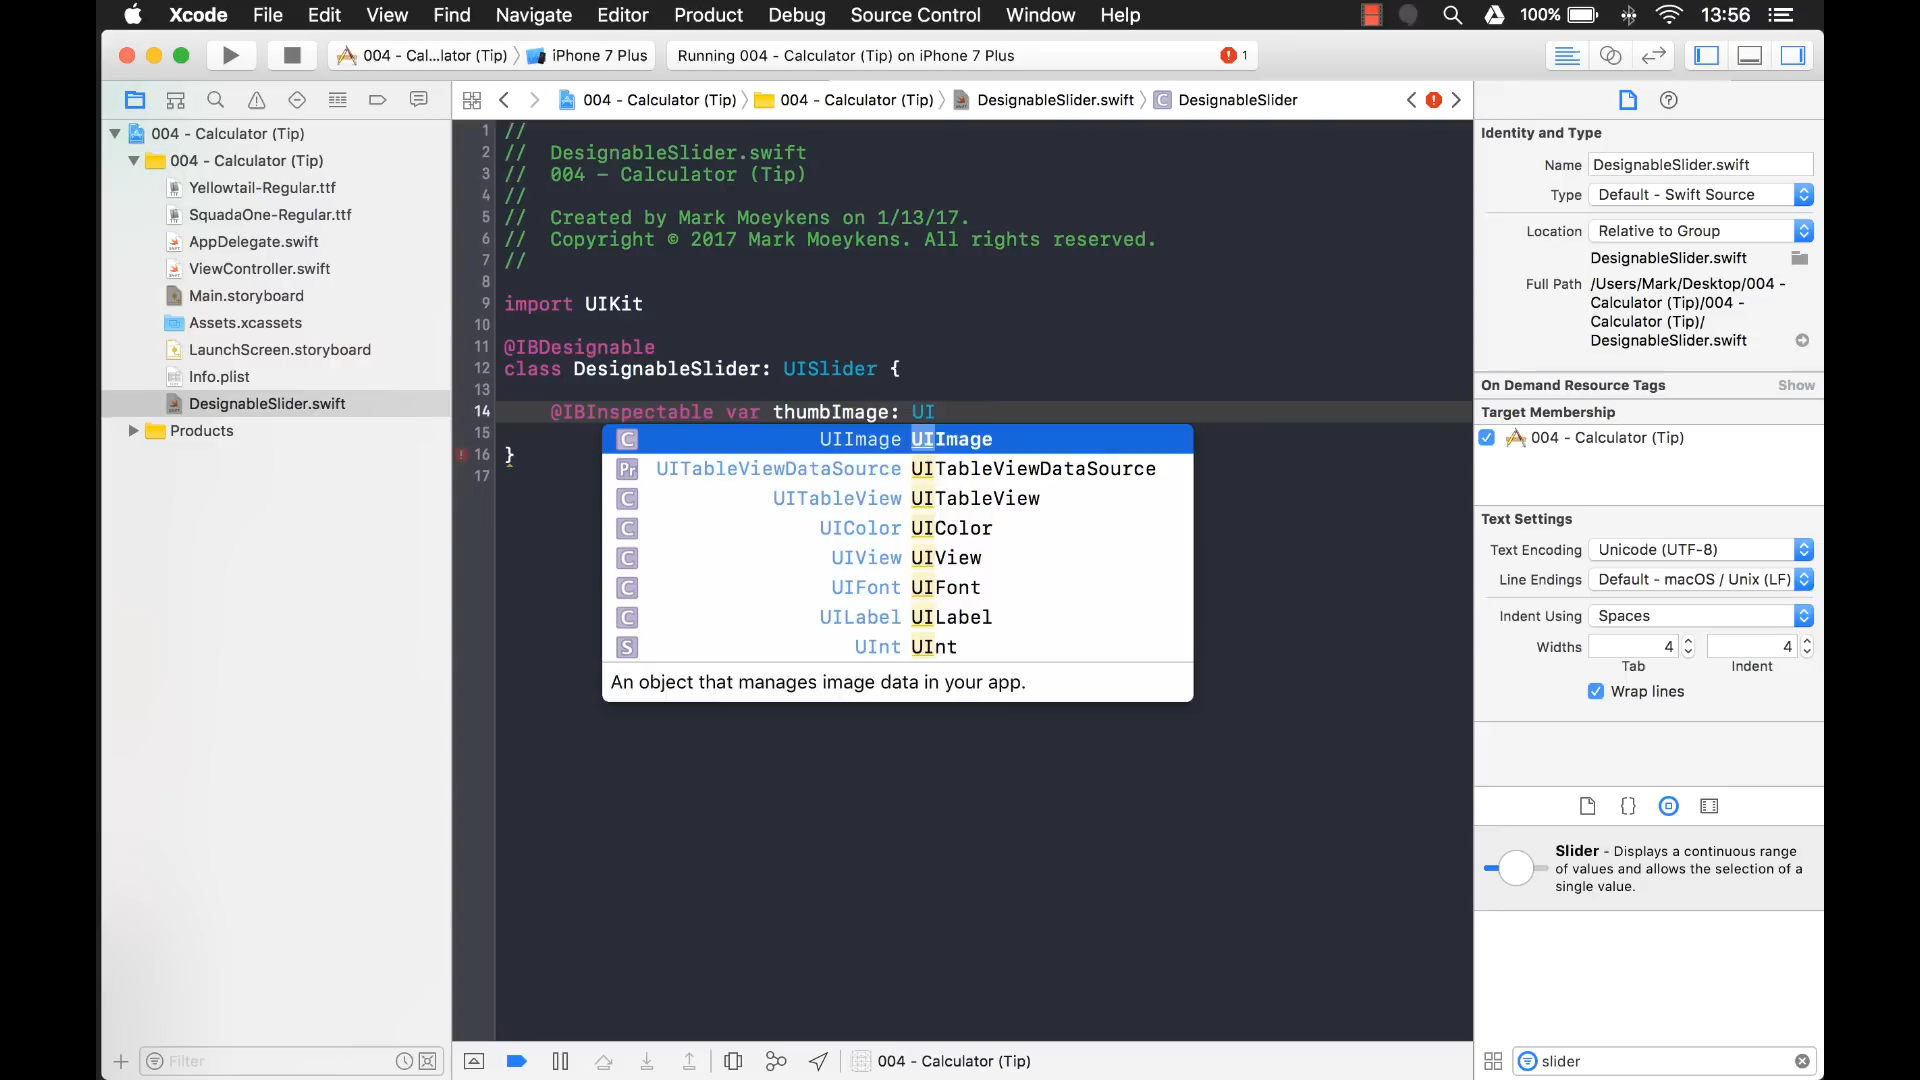 Xcode File Edit View Find Navigate Editor Product Debug Source Control Window Help 100% 13:56
004 - Cal...lator (Tip) iPhone 7 Plus Running 004 - Calculator (Tip) on iPhone 7 Plus 1
004 - Calculator (Tip) 004 - Calculator (Tip) DesignableSlider.swift C DesignableSlider
004 - Calculator (Tip)
004 - Calculator (Tip)
Yellowtail-Regular.ttf
SquadaOne-Regular.ttf
AppDelegate.swift
ViewController.swift
Main.storyboard
Assets.xcassets
LaunchScreen.storyboard
Info.plist
DesignableSlider.swift
Products
Filter
1 //
2 // DesignableSlider.swift
3 // 004 - Calculator (Tip)
4 //
5 // Created by Mark Moeykens on 1/13/17.
6 // Copyright © 2017 Mark Moeykens. All rights reserved.
7 //
8
9 import UIKit
10
11 @IBDesignable
12 class DesignableSlider: UISlider {
13
14 @IBInspectable var thumbImage: UI
15
16 }
17
C UIImage UIImage
Pr UITableViewDataSource UITableViewDataSource
C UITableView UITableView
C UIColor UIColor
C UIView UIView
C UIFont UIFont
C UILabel UILabel
S UInt UInt
An object that manages image data in your app.
004 - Calculator (Tip)
Identity and Type
Name DesignableSlider.swift
Type Default - Swift Source
Location Relative to Group
DesignableSlider.swift
Full Path /Users/Mark/Desktop/004 -
Calculator (Tip)/004 -
Calculator (Tip)/
DesignableSlider.swift
On Demand Resource Tags Show
Target Membership
004 - Calculator (Tip)
Text Settings
Text Encoding Unicode (UTF-8)
Line Endings Default - macOS / Unix (LF)
Indent Using Spaces
Widths 4 4
Tab Indent
Wrap lines
{}
Slider - Displays a continuous range
of values and allows the selection of a
single value.
slider